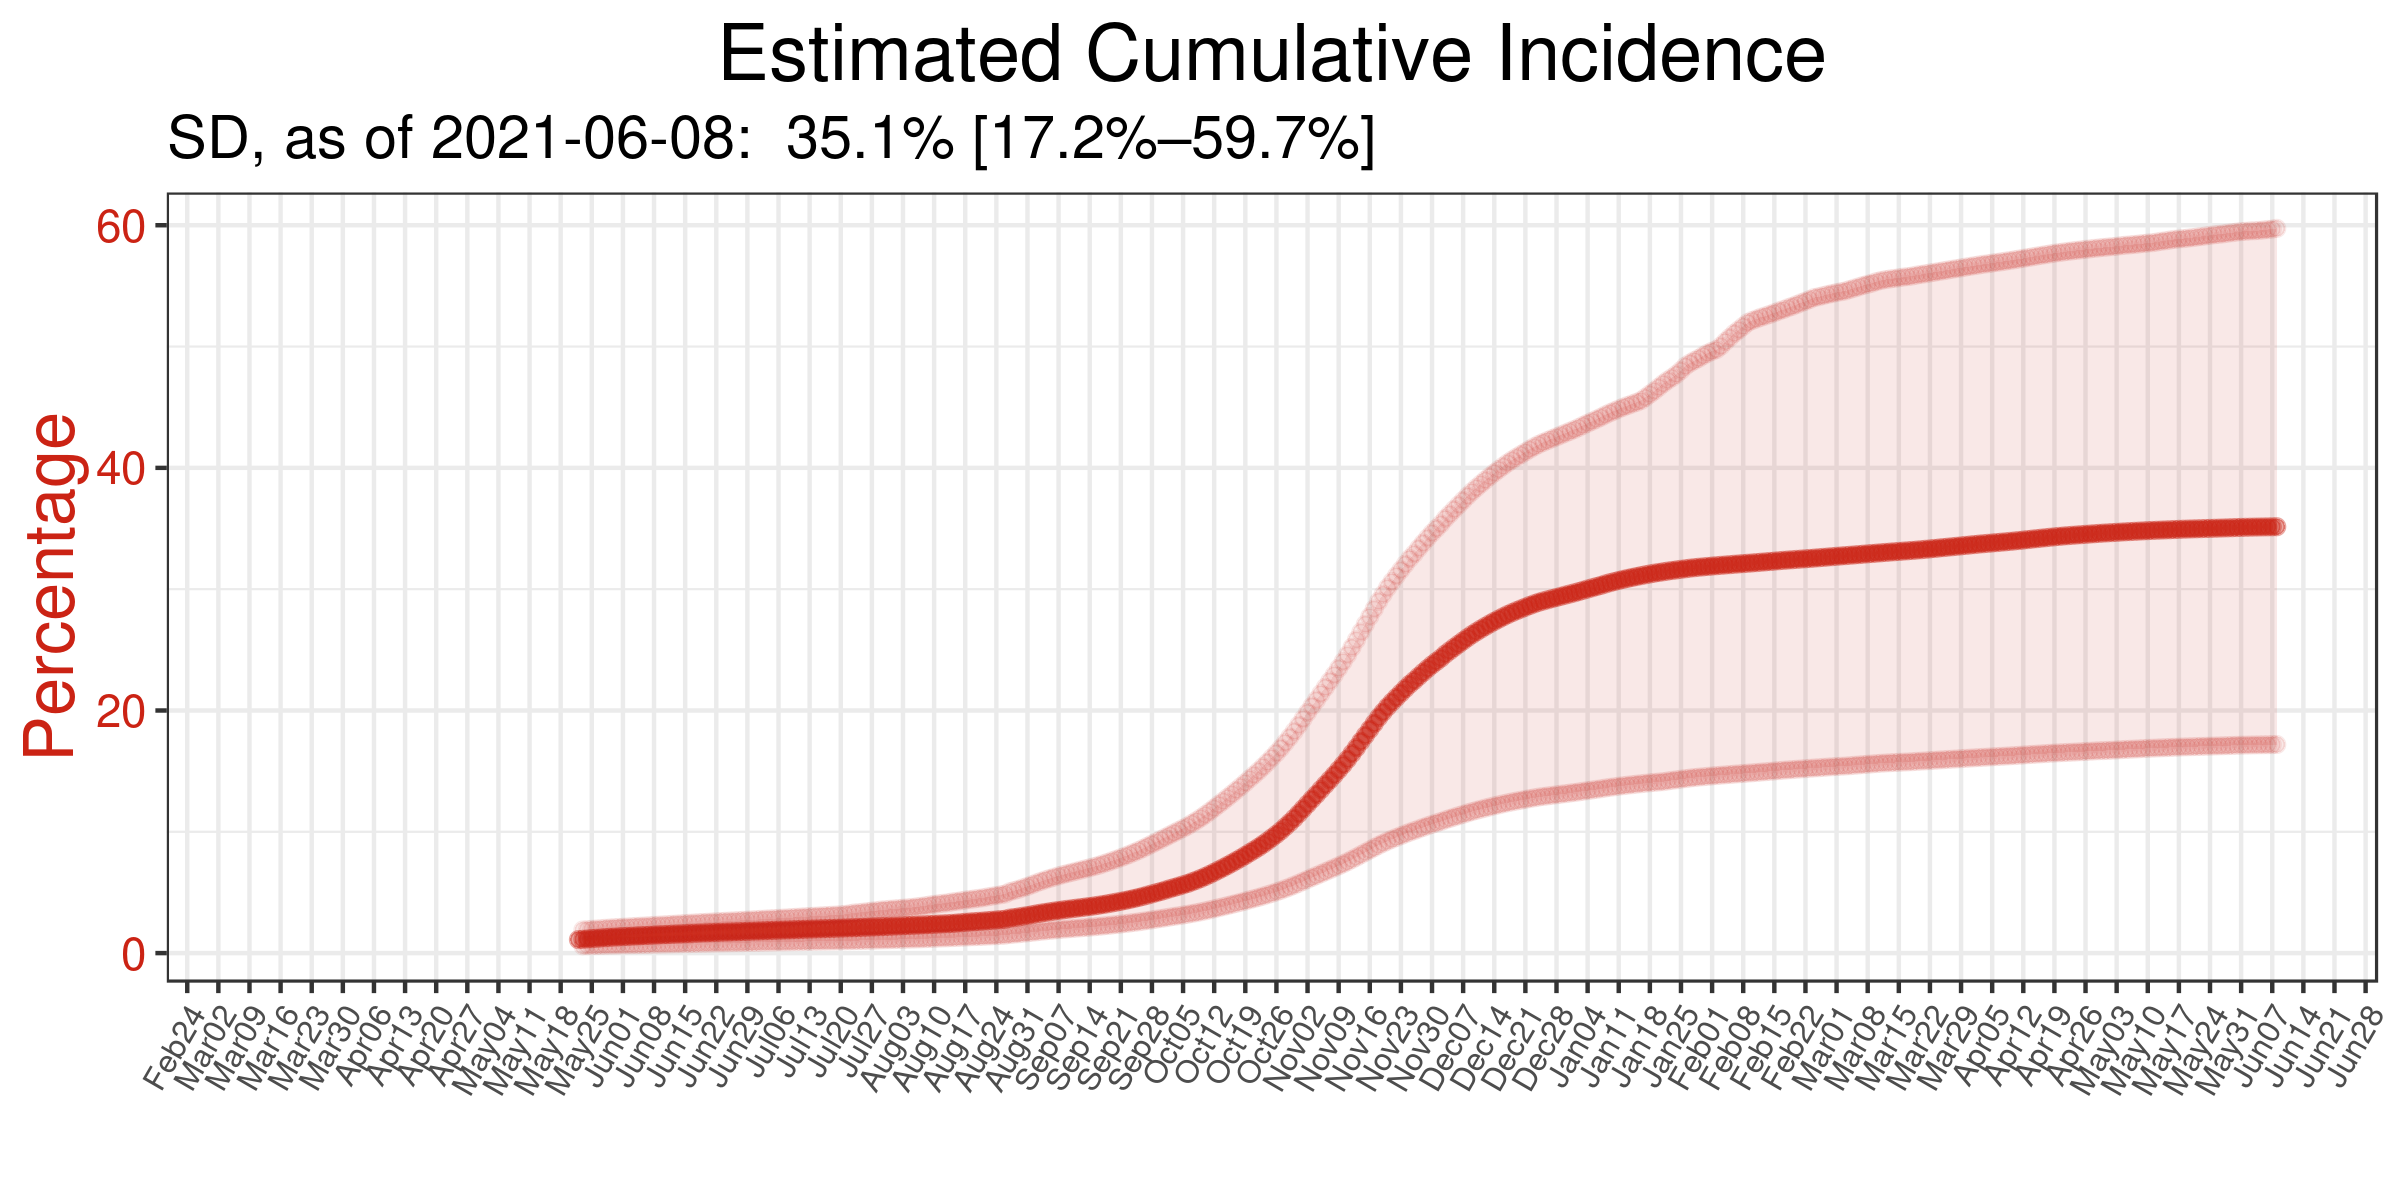 Estimated Cumulative Incidence
SD, as of 2021-06-08:  35.1% [17.2%–59.7%]
Percentage
60
40
20
0
Feb24
Mar02
Mar09
Mar16
Mar23
Mar30
Apr06
Apr13
Apr20
Apr27
May04
May11
May18
May25
Jun01
Jun08
Jun15
Jun22
Jun29
Jul06
Jul13
Jul20
Jul27
Aug03
Aug10
Aug17
Aug24
Aug31
Sep07
Sep14
Sep21
Sep28
Oct05
Oct12
Oct19
Oct26
Nov02
Nov09
Nov16
Nov23
Nov30
Dec07
Dec14
Dec21
Dec28
Jan04
Jan11
Jan18
Jan25
Feb01
Feb08
Feb15
Feb22
Mar01
Mar08
Mar15
Mar22
Mar29
Apr05
Apr12
Apr19
Apr26
May03
May10
May17
May24
May31
Jun07
Jun14
Jun21
Jun28